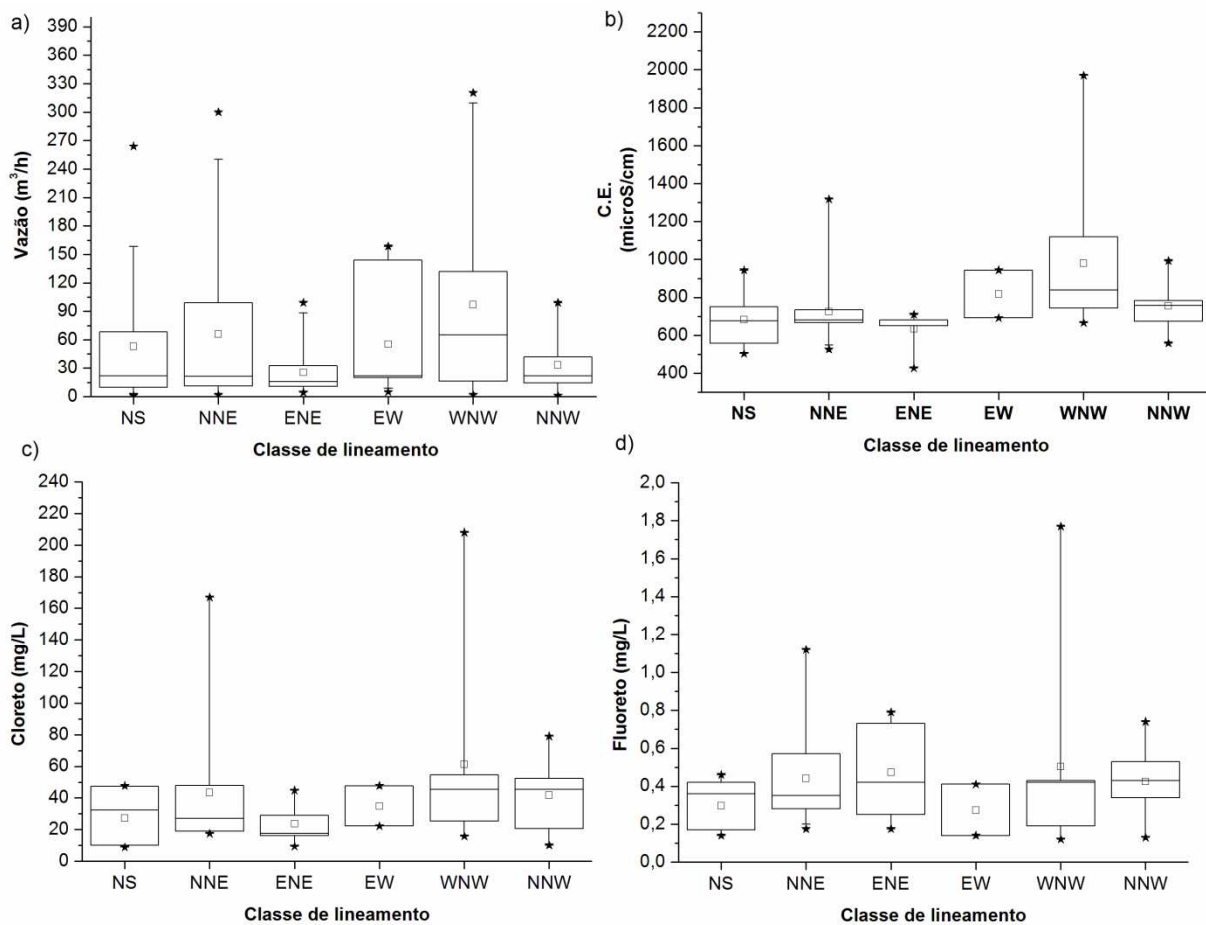 a)
Vazão (m³/h)
390
360
330
300
270
240
210
180
150
120
90
60
30
0
NS NNE ENE EW WNW NNW
Classe de lineamento
b)
C.E.
(microS/cm)
2200
2000
1800
1600
1400
1200
1000
800
600
400
NS NNE ENE EW WNW NNW
Classe de lineamento
c)
Cloreto (mg/L)
240
220
200
180
160
140
120
100
80
60
40
20
0
NS NNE ENE EW WNW NNW
Classe de lineamento
d)
Fluoreto (mg/L)
2,0
1,8
1,6
1,4
1,2
1,0
0,8
0,6
0,4
0,2
0,0
NS NNE ENE EW WNW NNW
Classe de lineamento